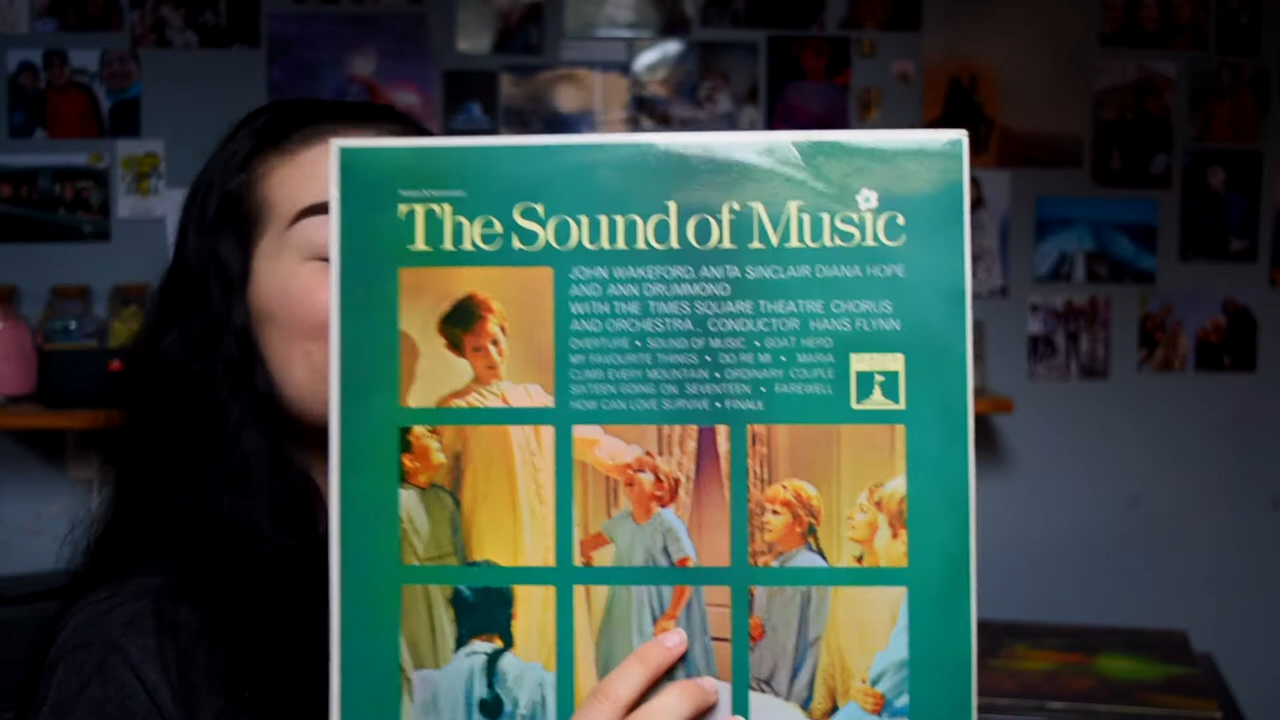 The Sound of Music
JOHN WAKEFORD, ANITA SINCLAIR DIANA HOPE
AND ANN DRUMMOND
WITH THE TIMES SQUARE THEATRE CHORUS
AND ORCHESTRA.. CONDUCTOR HANS FLYNN
OVERTURE • SOUND OF MUSIC • GOAT HERD
MY FAVOURITE THINGS • DO RE MI • MARIA
CLIMB EVERY MOUNTAIN • ORDINARY COUPLE
SIXTEEN GOING ON SEVENTEEN • FAREWELL
HOW CAN LOVE SURVIVE • FINALE